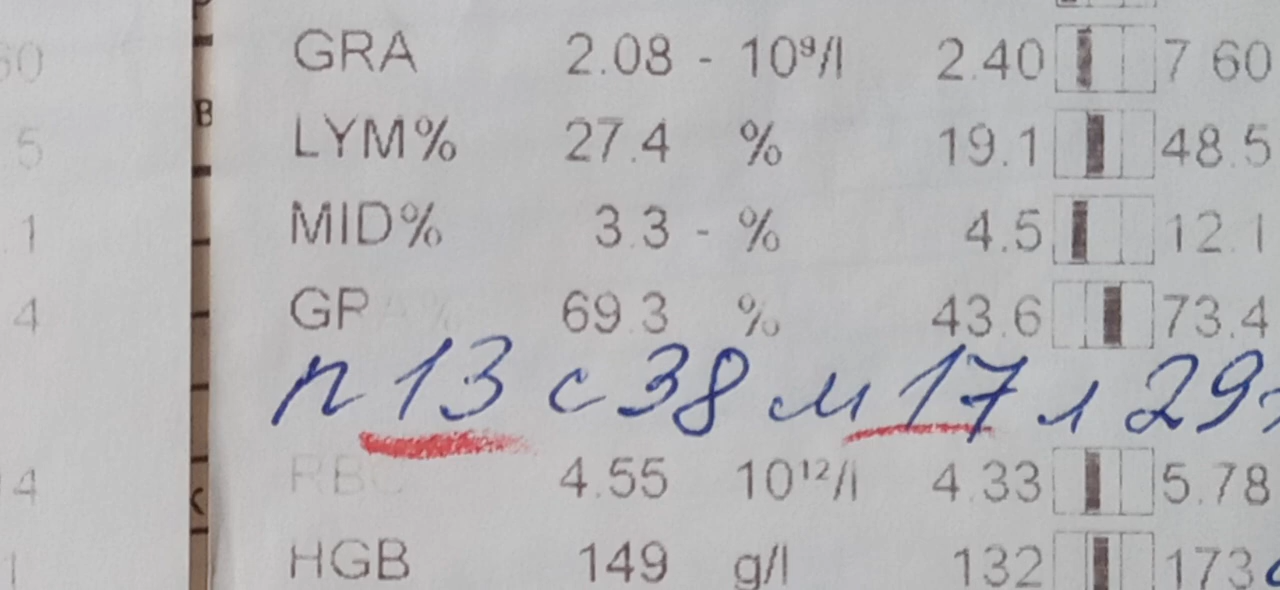 GRA 2.08 - 10⁹/l 2.40 7 60
LYM% 27.4 % 19.1 48.5
MID% 3.3 - % 4.5 12.1
GRA% 69.3 % 43.6 73.4
п 13 с 38 м 17 л 29
RBC 4.55 10¹²/l 4.33 5.78
HGB 149 g/l 132 173